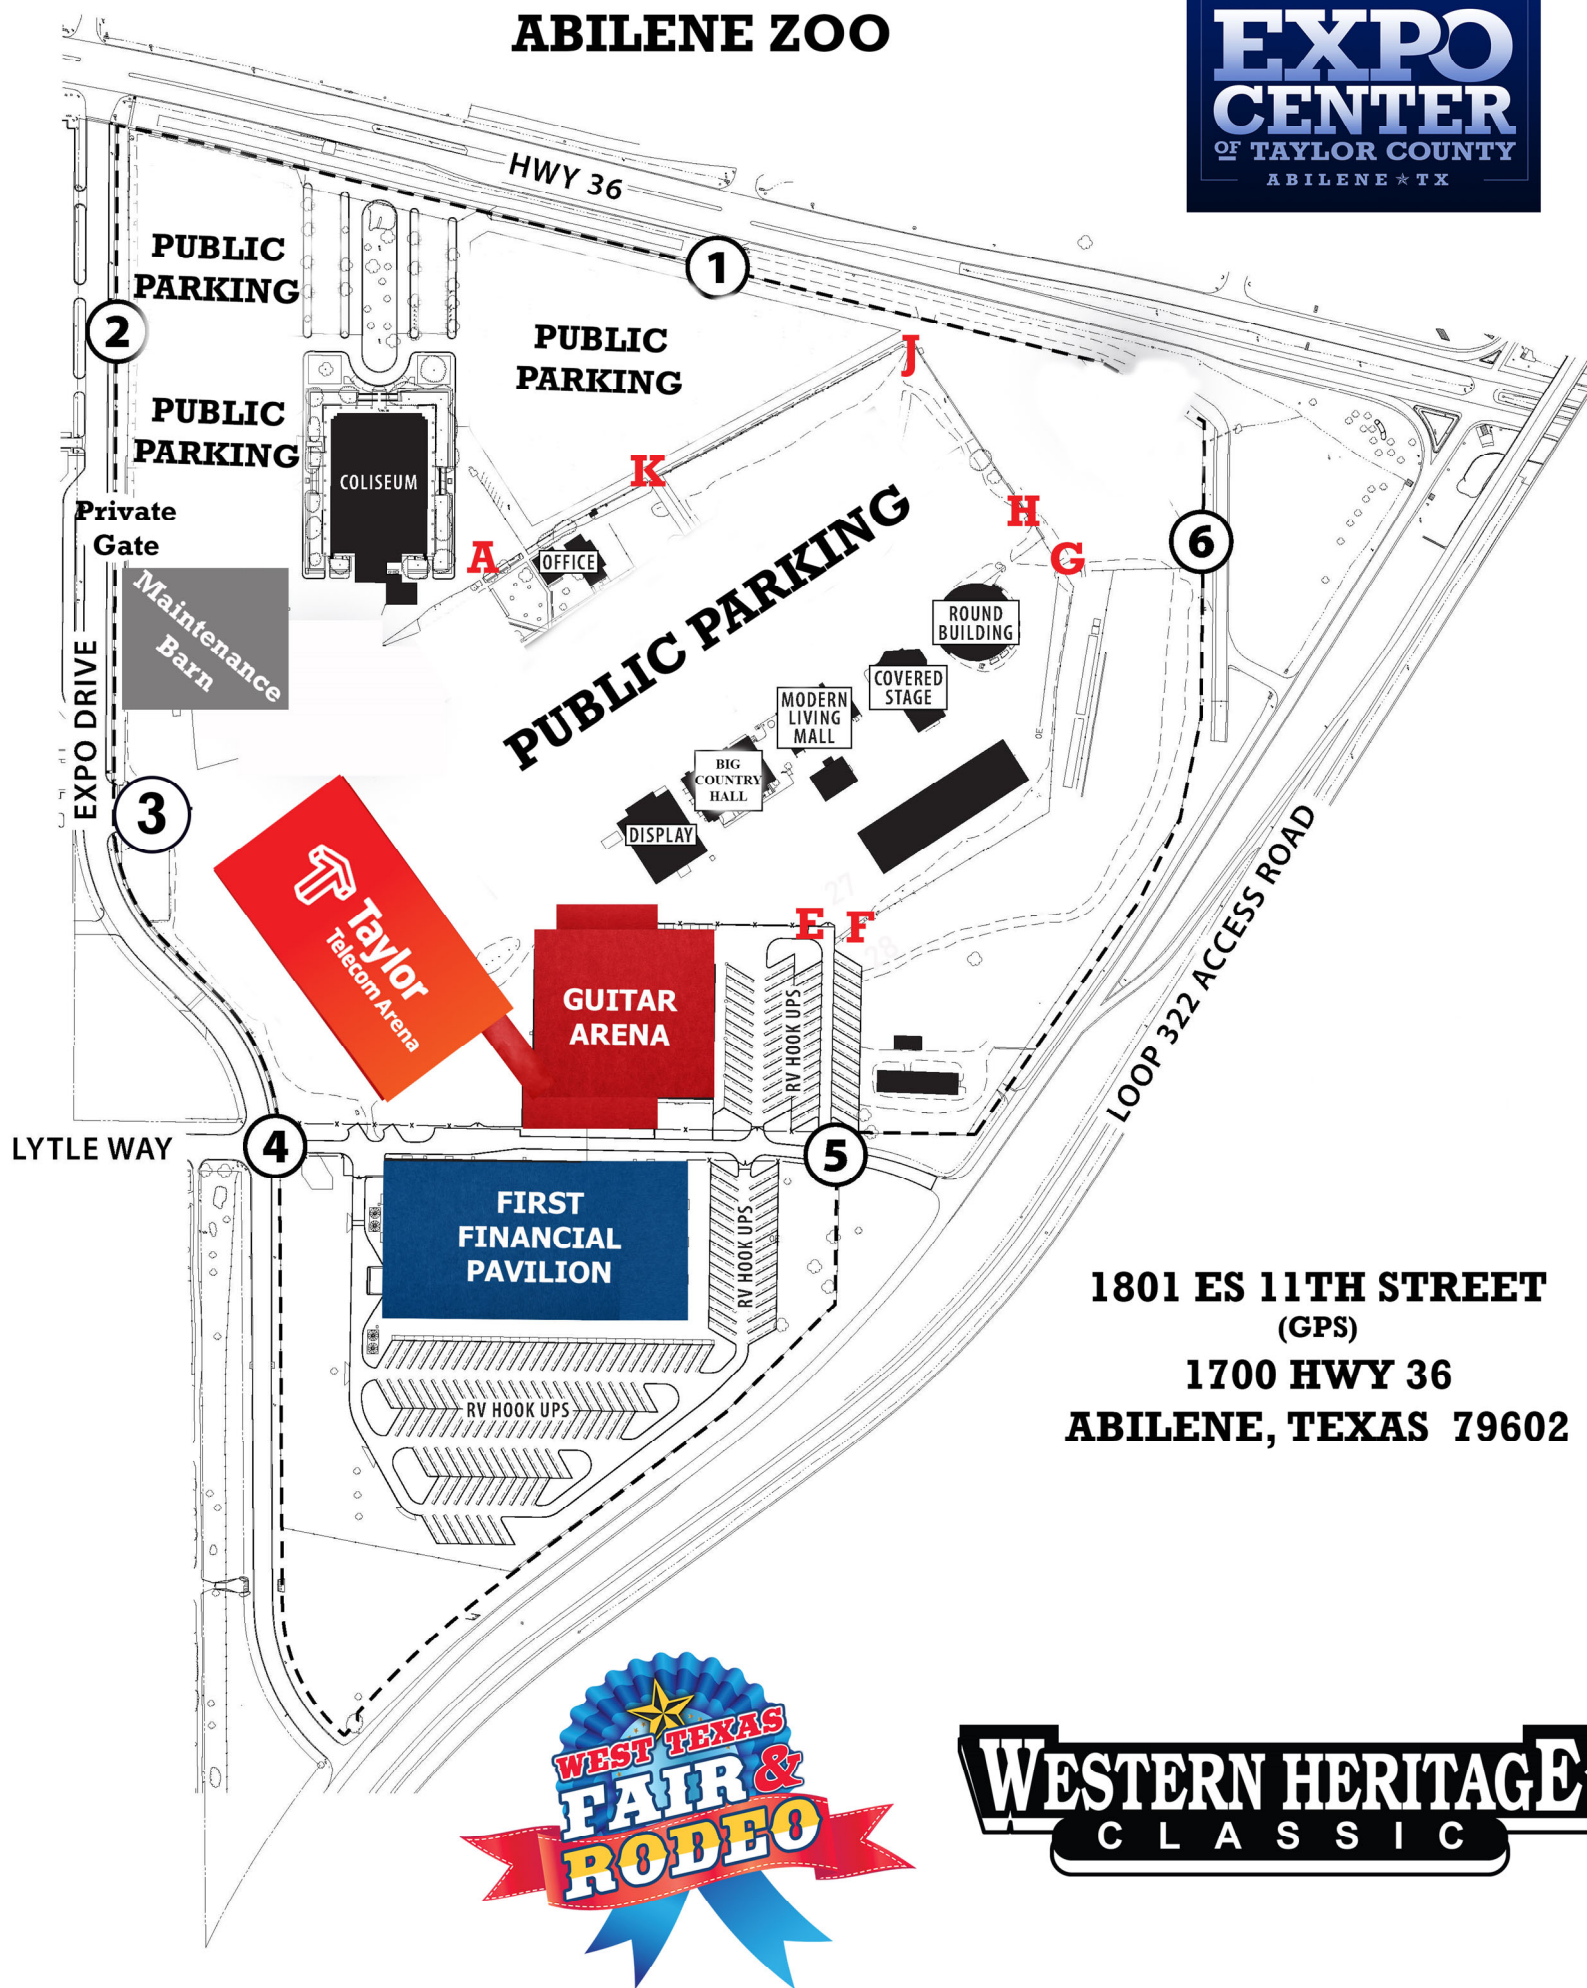 ABILENE ZOO
EXPO
CENTER
OF TAYLOR COUNTY
ABILENE ★ TX
HWY 36
1
2
PUBLIC
PARKING
PUBLIC
PARKING
J
PUBLIC
PARKING
K
COLISEUM
Private
Gate
H
6
A
OFFICE
G
Maintenance
Barn
PUBLIC PARKING
ROUND
BUILDING
COVERED
STAGE
MODERN
LIVING
MALL
EXPO DRIVE
BIG
COUNTRY
HALL
OE
3
DISPLAY
Taylor
Telecom Arena
27
E
F
28
GUITAR
ARENA
RV HOOK UPS
LOOP 322 ACCESS ROAD
LYTLE WAY
4
5
FIRST
FINANCIAL
PAVILION
RV HOOK UPS
RV HOOK UPS
1801 ES 11TH STREET
(GPS)
1700 HWY 36
ABILENE, TEXAS 79602
WEST TEXAS
FAIR &
RODEO
WESTERN HERITAGE
CLASSIC